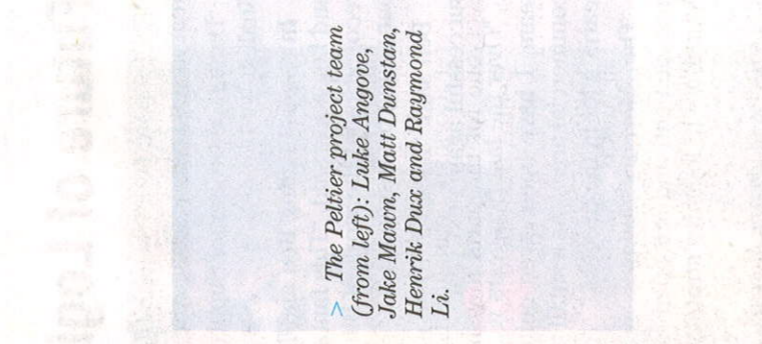 > The Peltier project team
(from left): Luke Angove,
Jake Mawn, Matt Dunstan,
Henrik Dux and Raymond
Li.